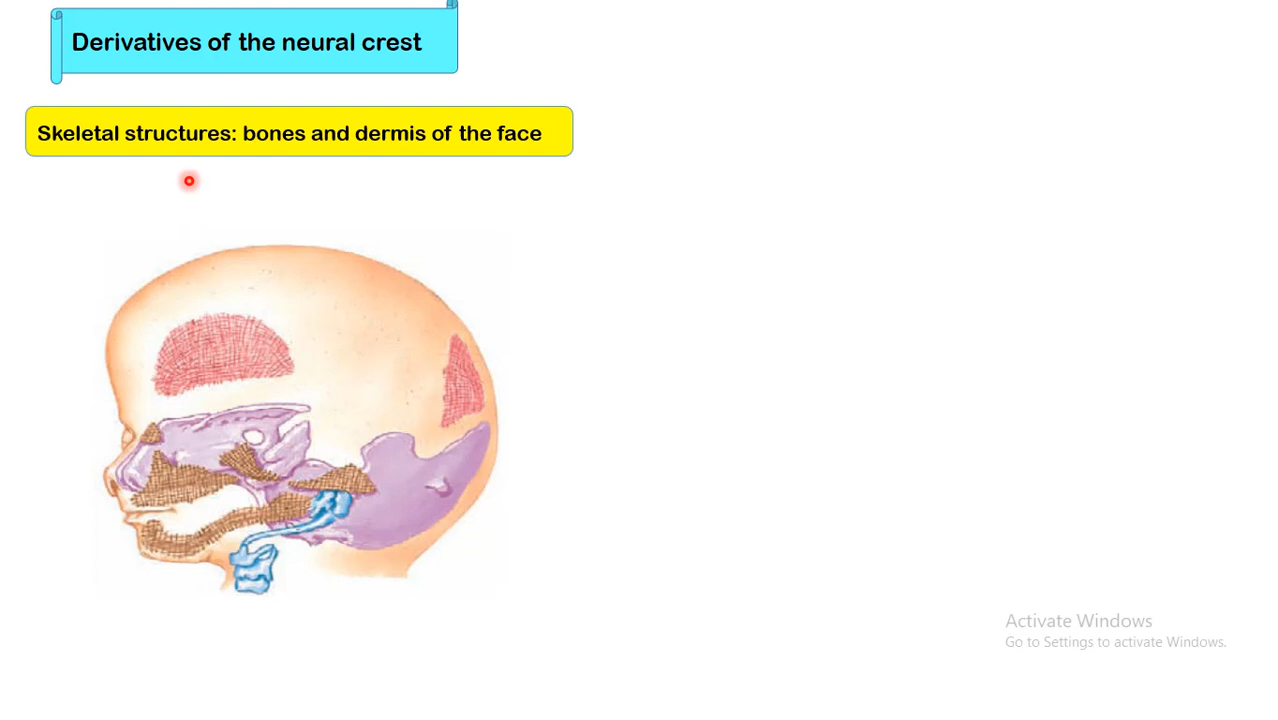 Derivatives of the neural crest
Skeletal structures: bones and dermis of the face
Activate Windows
Go to Settings to activate Windows.